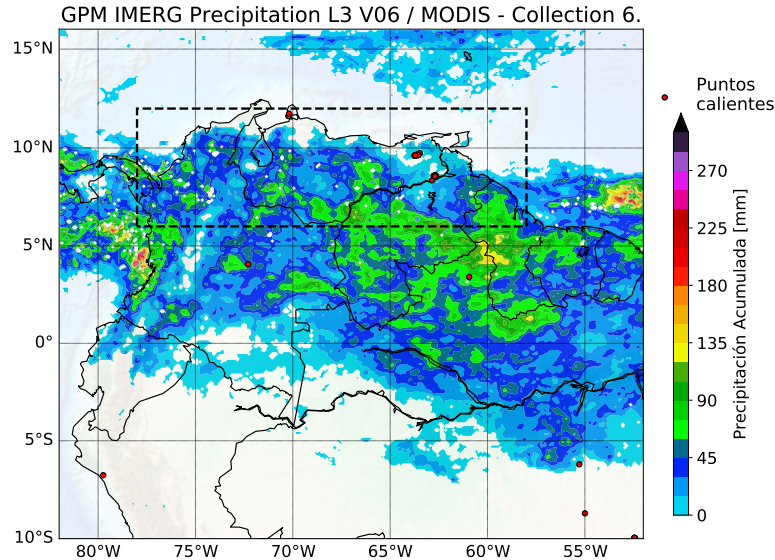 GPM IMERG Precipitation L3 V06 / MODIS - Collection 6.
15°N
10°N
5°N
0°
5°S
10°S
80°W
75°W
70°W
65°W
60°W
55°W
Puntos
calientes
270
225
180
135
90
45
0
Precipitación Acumulada [mm]